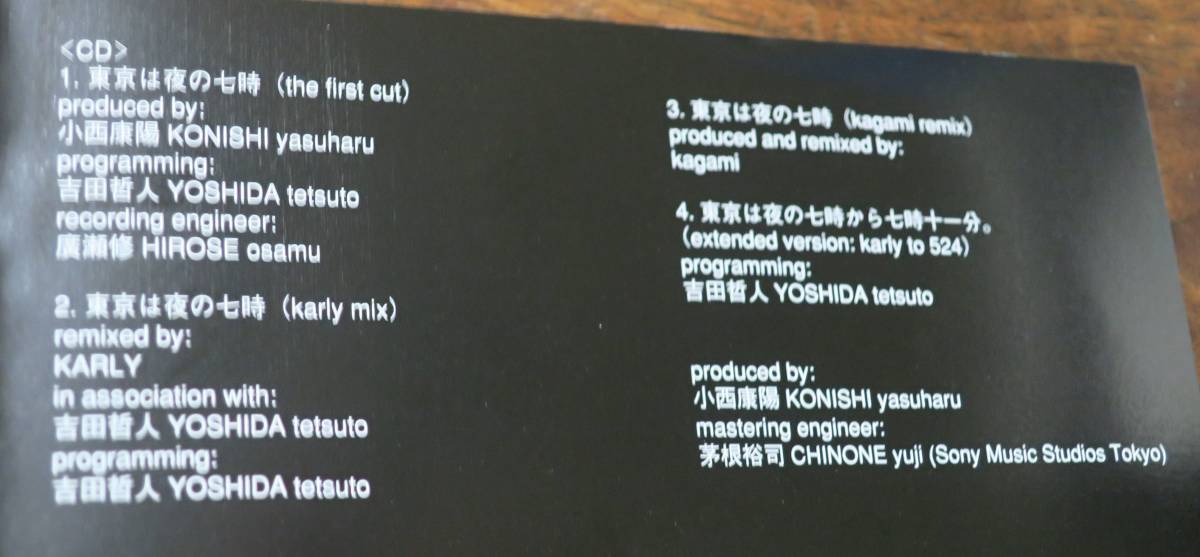 <CD>
1. 東京は夜の七時 (the first cut)
produced by:
小西康陽 KONISHI yasuharu
programming:
吉田哲人 YOSHIDA tetsuto
recording engineer:
廣瀬修 HIROSE osamu
2. 東京は夜の七時 (karly mix)
remixed by:
KARLY
in association with:
吉田哲人 YOSHIDA tetsuto
programming:
吉田哲人 YOSHIDA tetsuto
3. 東京は夜の七時 (kagami remix)
produced and remixed by:
kagami
4. 東京は夜の七時から七時十一分。
(extended version: karly to 524)
programming:
吉田哲人 YOSHIDA tetsuto
produced by:
小西康陽 KONISHI yasuharu
mastering engineer:
茅根裕司 CHINONE yuji (Sony Music Studios Tokyo)